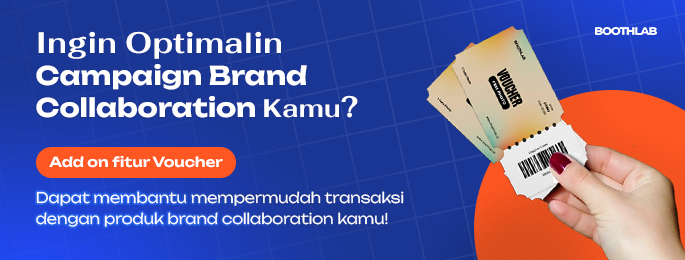 BOOTHLAB
Ingin Optimalin
Campaign Brand
Collaboration Kamu?
Add on fitur Voucher
Dapat membantu mempermudah transaksi
dengan produk brand collaboration kamu!
BOOTHLAB
VOUCHER